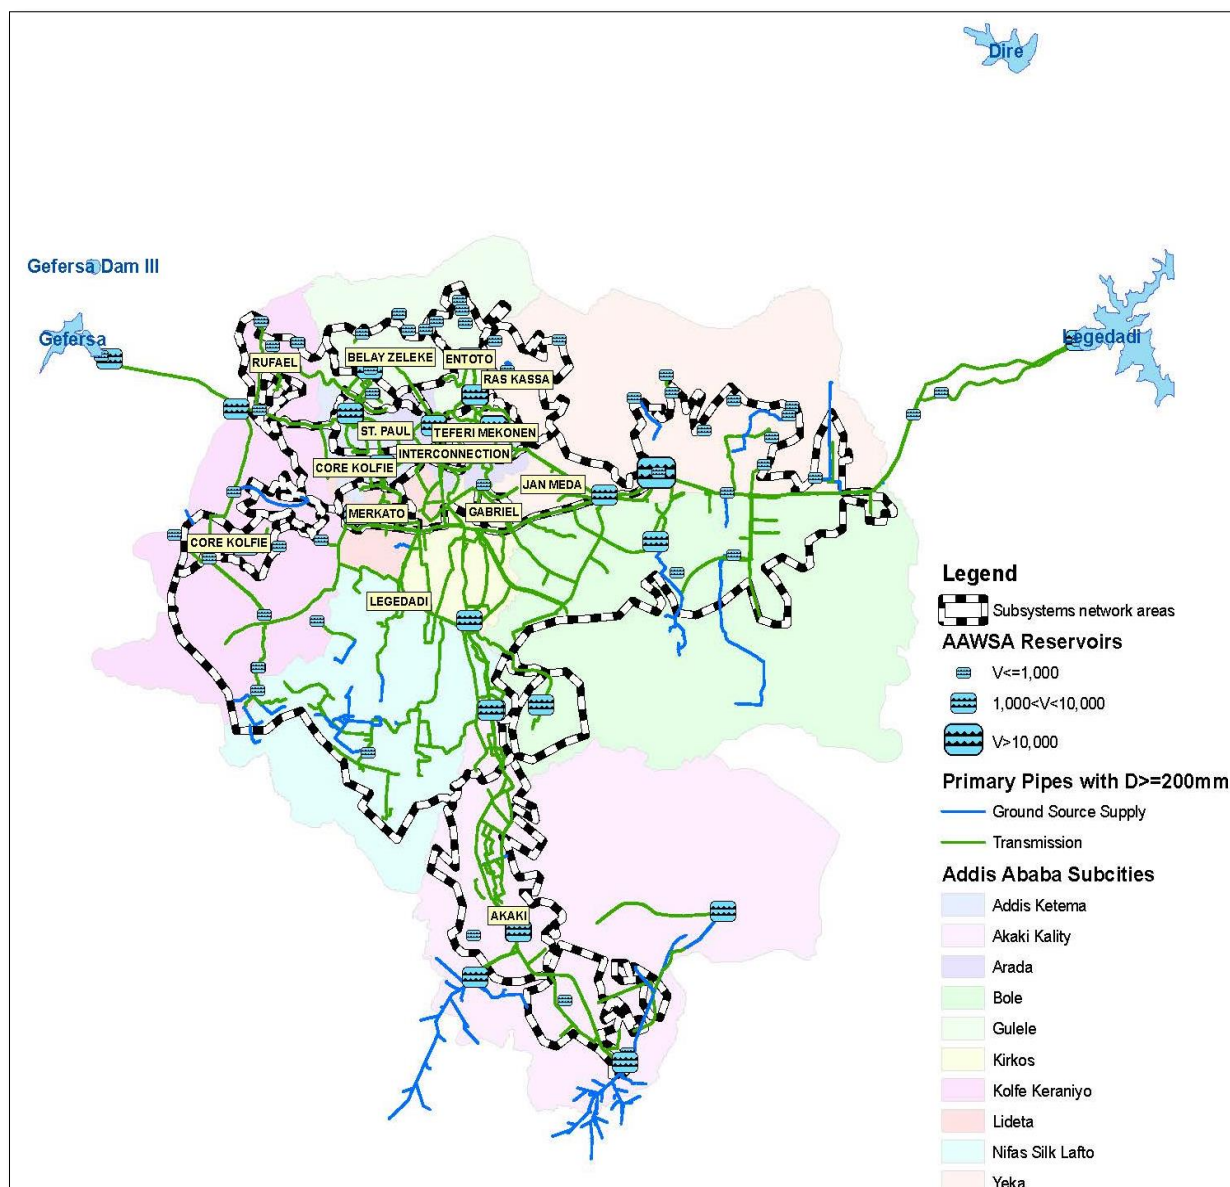 Dire
Gefersa Dam III
Gefersa
Legedadi
RUFAEL
BELAY ZELEKE
ENTOTO
RAS KASSA
ST. PAUL
TEFERI MEKONEN
INTERCONNECTION
CORE KOLFIE
JAN MEDA
MERKATO
GABRIEL
CORE KOLFIE
LEGEDADI
AKAKI
Legend
Subsystems network areas
AAWSA Reservoirs
V<=1,000
1,000<V<10,000
V>10,000
Primary Pipes with D>=200mm
Ground Source Supply
Transmission
Addis Ababa Subcities
Addis Ketema
Akaki Kality
Arada
Bole
Gulele
Kirkos
Kolfe Keraniyo
Lideta
Nifas Silk Lafto
Yeka